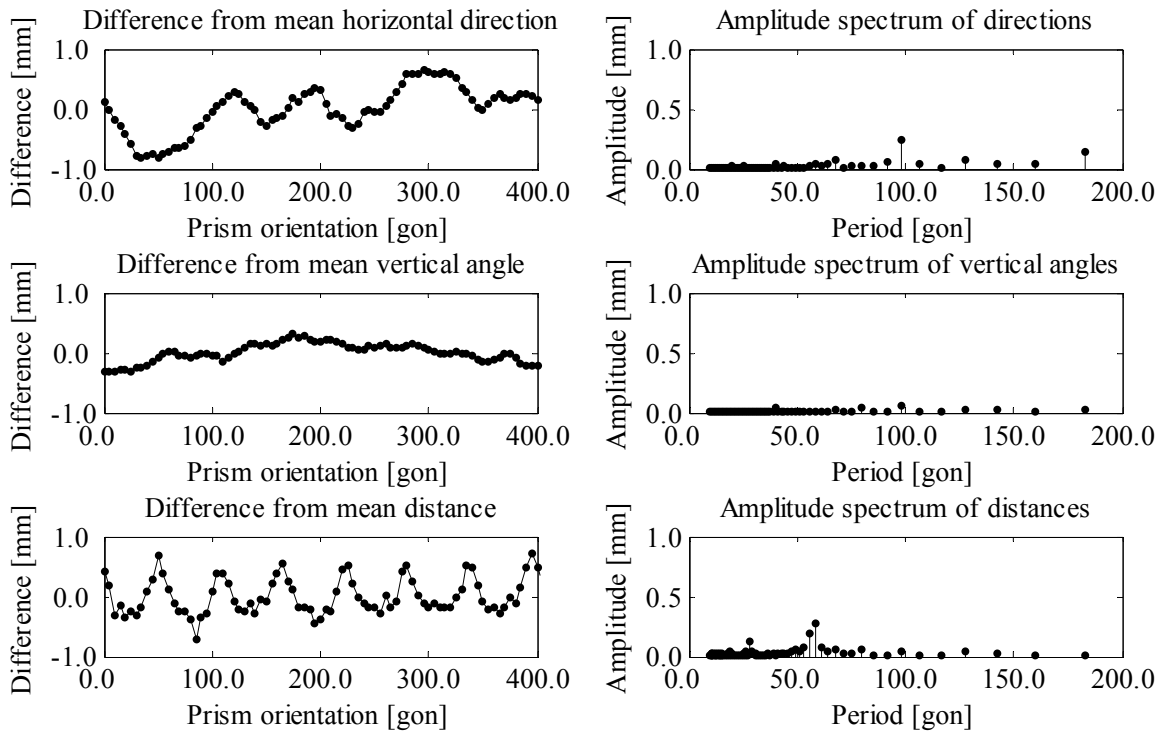 Difference from mean horizontal direction
Difference [mm]
1.0
0.0
-1.0
0.0 100.0 200.0 300.0 400.0
Prism orientation [gon]
Amplitude spectrum of directions
Amplitude [mm]
1.0
0.5
0.0
0.0 50.0 100.0 150.0 200.0
Period [gon]
Difference from mean vertical angle
Difference [mm]
1.0
0.0
-1.0
0.0 100.0 200.0 300.0 400.0
Prism orientation [gon]
Amplitude spectrum of vertical angles
Amplitude [mm]
1.0
0.5
0.0
0.0 50.0 100.0 150.0 200.0
Period [gon]
Difference from mean distance
Difference [mm]
1.0
0.0
-1.0
0.0 100.0 200.0 300.0 400.0
Prism orientation [gon]
Amplitude spectrum of distances
Amplitude [mm]
1.0
0.5
0.0
0.0 50.0 100.0 150.0 200.0
Period [gon]